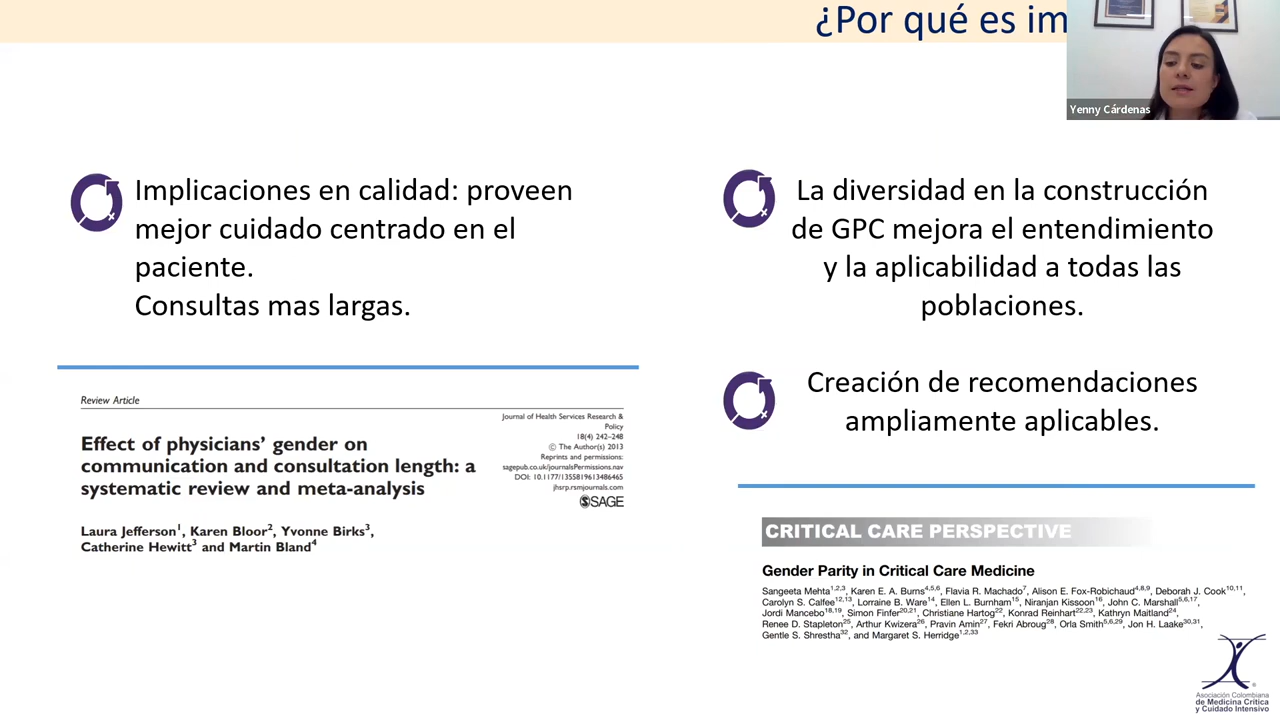 ¿Por qué es im
Yenny Cárdenas
Implicaciones en calidad: proveen
mejor cuidado centrado en el
paciente.
Consultas mas largas.
La diversidad en la construcción
de GPC mejora el entendimiento
y la aplicabilidad a todas las
poblaciones.
Creación de recomendaciones
ampliamente aplicables.
Review Article
Effect of physicians' gender on
communication and consultation length: a
systematic review and meta-analysis
Journal of Health Services Research &
Policy
18(4) 242–248
© The Author(s) 2013
Reprints and permissions:
sagepub.co.uk/journalsPermissions.nav
DOI: 10.1177/1355819613486465
jhsrp.rsmjournals.com
SAGE
Laura Jefferson1, Karen Bloor2, Yvonne Birks3,
Catherine Hewitt3 and Martin Bland4
CRITICAL CARE PERSPECTIVE
Gender Parity in Critical Care Medicine
Sangeeta Mehta1,2,3, Karen E. A. Burns4,5,6, Flavia R. Machado7, Alison E. Fox-Robichaud4,8,9, Deborah J. Cook10,11,
Carolyn S. Calfee12,13, Lorraine B. Ware14, Ellen L. Burnham15, Niranjan Kissoon16, John C. Marshall5,6,17,
Jordi Mancebo18,19, Simon Finfer20,21, Christiane Hartog22, Konrad Reinhart22,23, Kathryn Maitland24,
Renee D. Stapleton25, Arthur Kwizera26, Pravin Amin27, Fekri Abroug28, Orla Smith5,6,29, Jon H. Laake30,31,
Gentle S. Shrestha32, and Margaret S. Herridge1,2,33
Asociación Colombiana
de Medicina Crítica
y Cuidado Intensivo